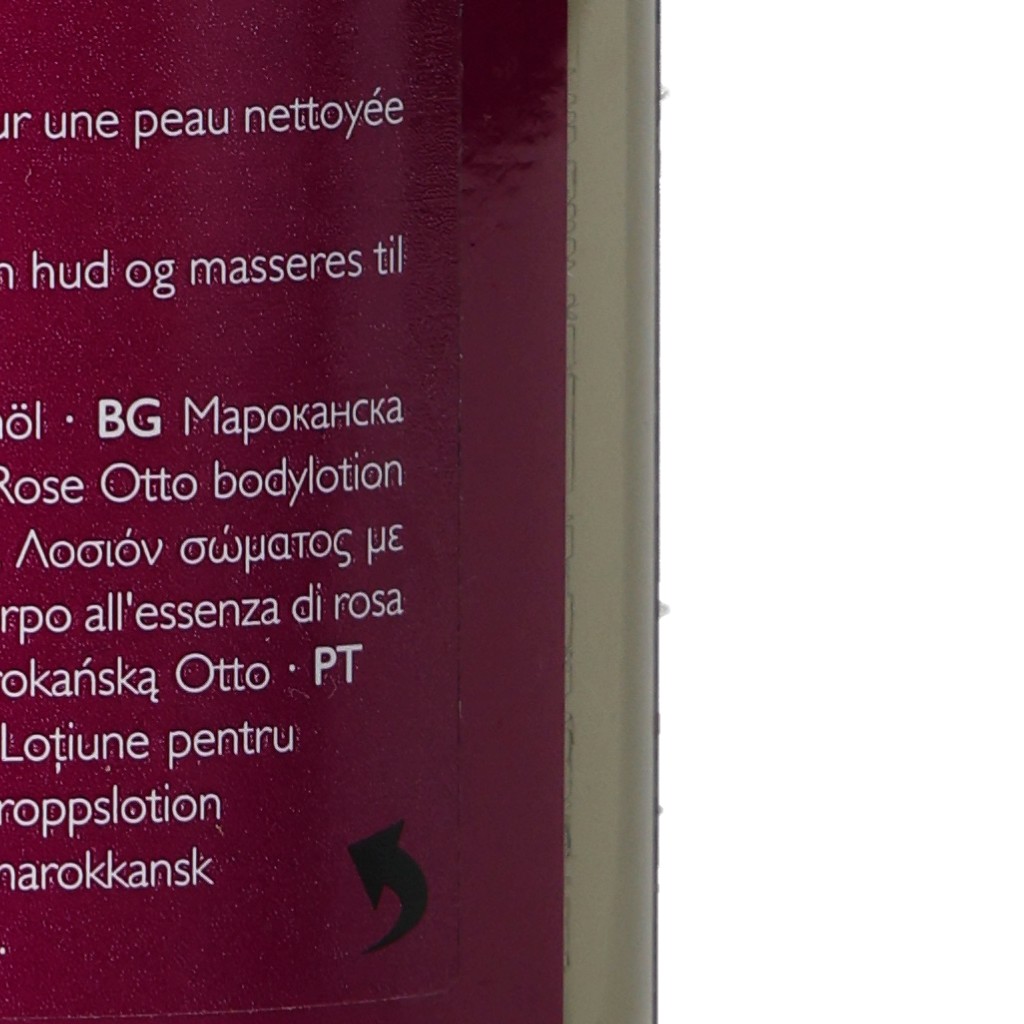 ur une peau nettoyée
n hud og masseres til
nöl · BG Мароканска
Rose Otto bodylotion
Λοσιόν σώματος με
rpo all'essenza di rosa
rokańską Otto · PT
Loțiune pentru
roppslotion
marokkansk
.